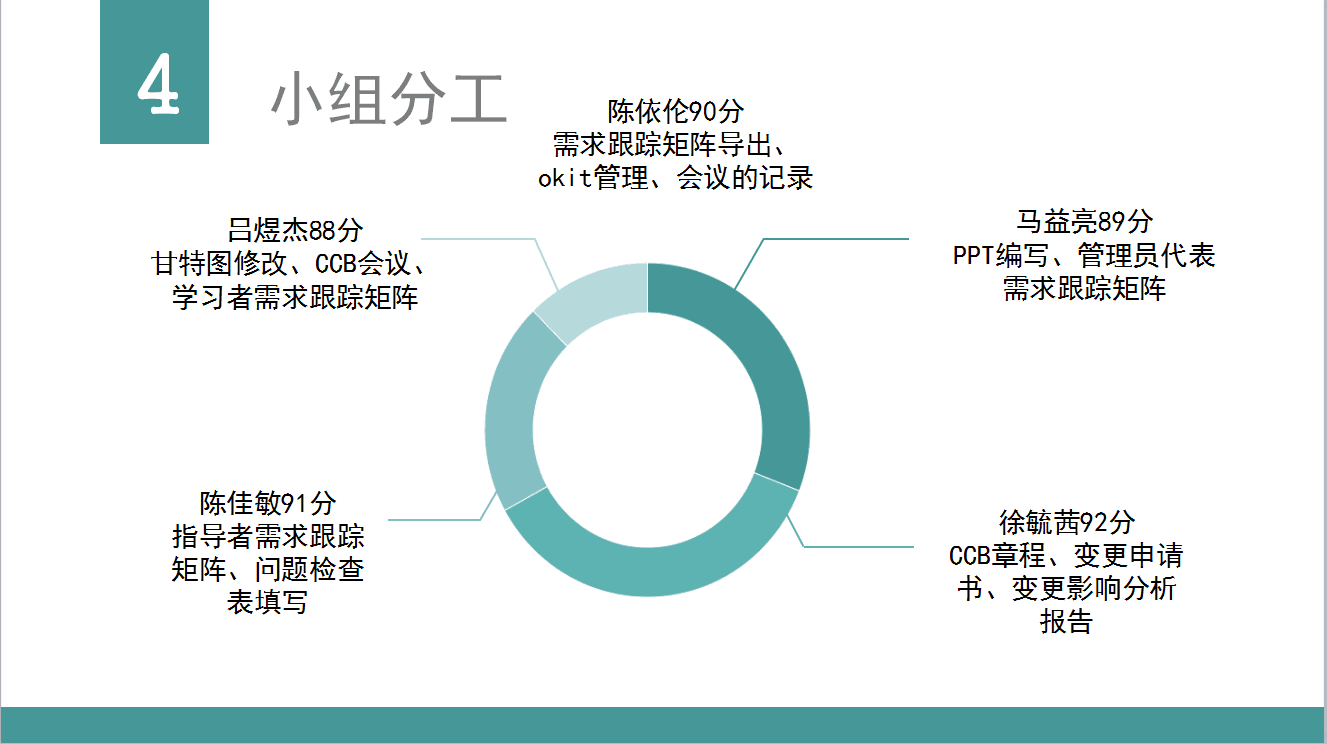 4
小组分工
陈依伦90分
需求跟踪矩阵导出、
okit管理、会议的记录
吕煜杰88分
甘特图修改、CCB会议、
学习者需求跟踪矩阵
马益亮89分
PPT编写、管理员代表
需求跟踪矩阵
陈佳敏91分
指导者需求跟踪
矩阵、问题检查
表填写
徐毓茜92分
CCB章程、变更申请
书、变更影响分析
报告